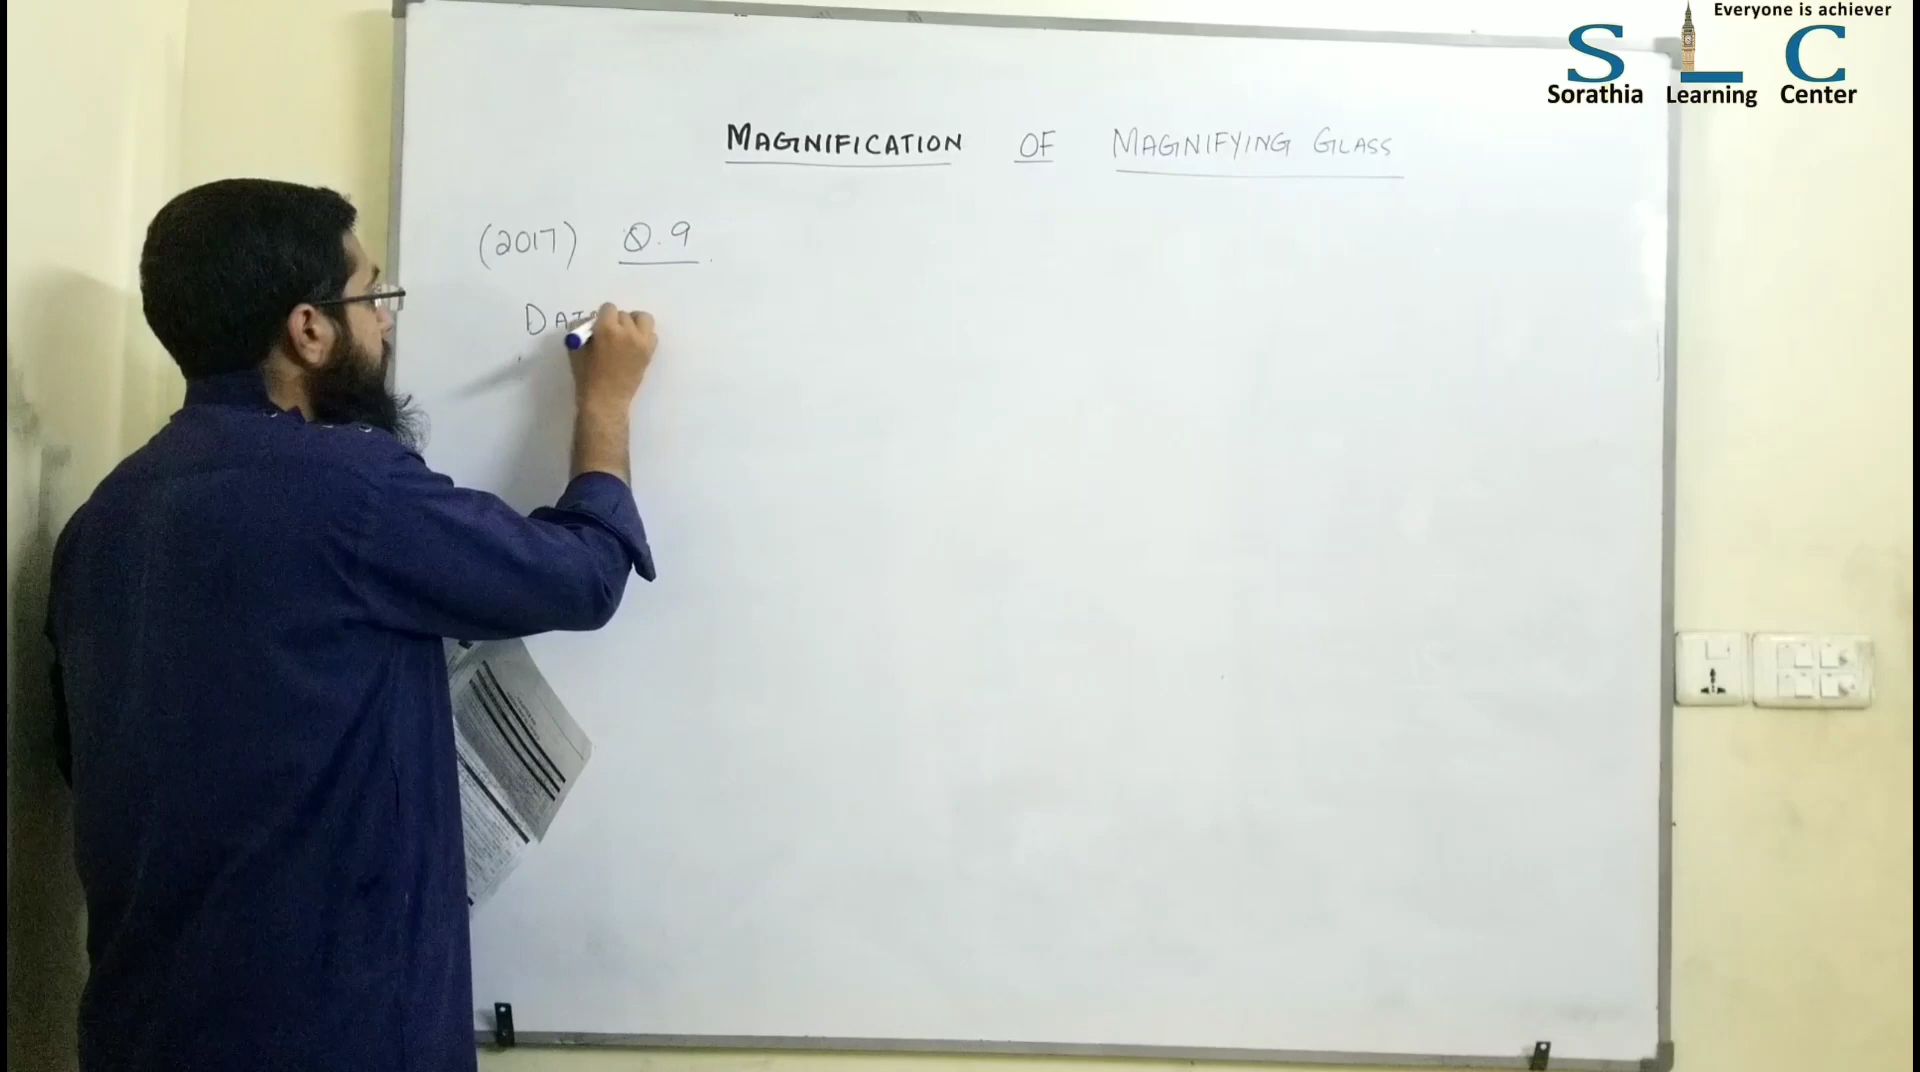 Everyone is achiever
S L C
Sorathia Learning Center
MAGNIFICATION OF MAGNIFYING GLASS
(2017) Q.9